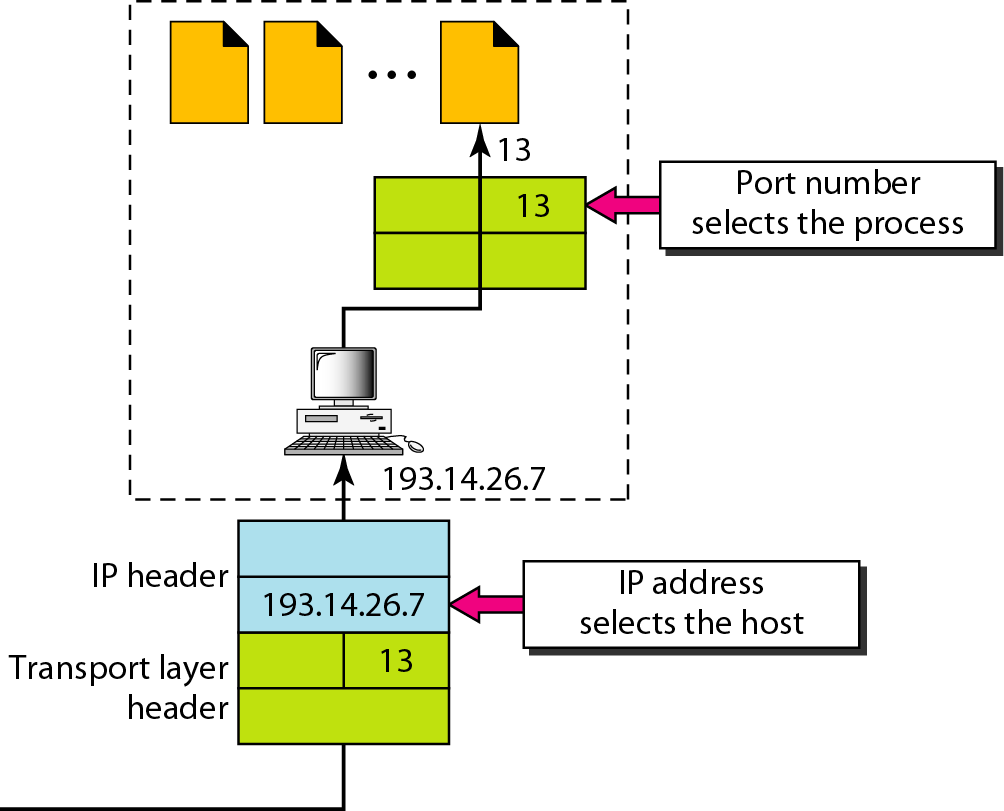 13
13
Port number
selects the process
193.14.26.7
IP header
193.14.26.7
IP address
selects the host
Transport layer
header
13